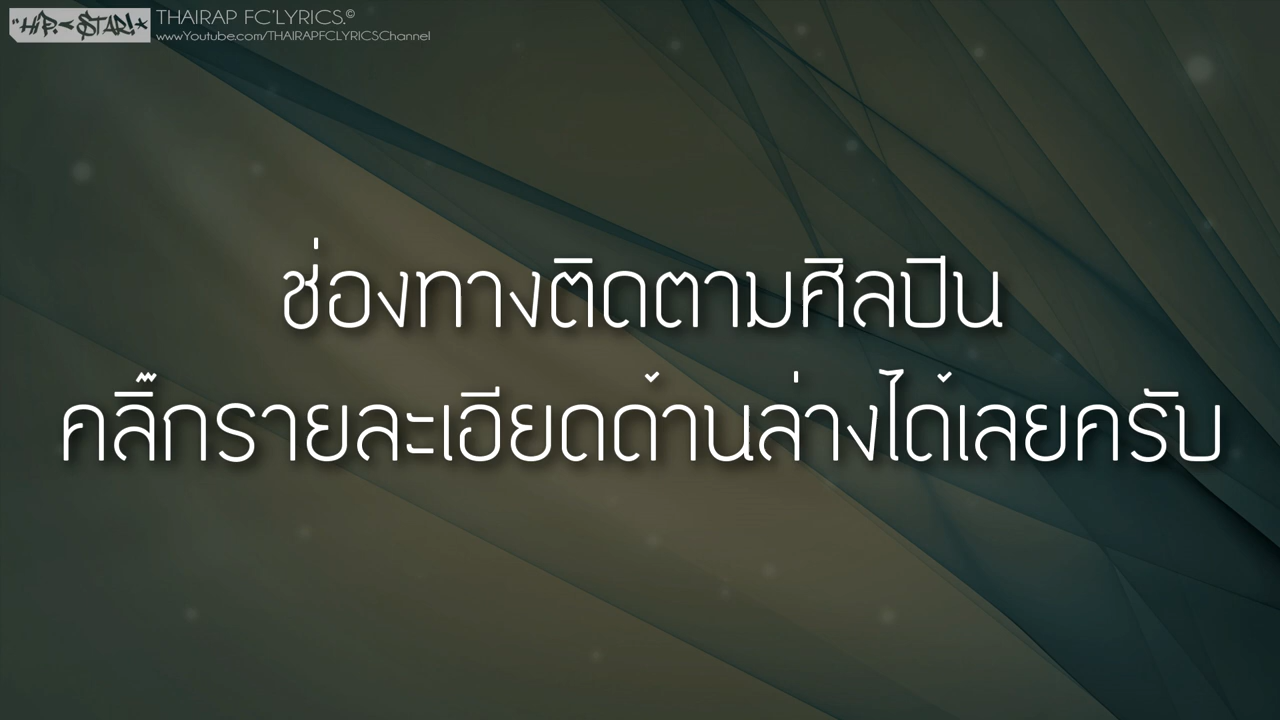 "HIP.< $TAR!*
THAIRAP FC'LYRICS.©
www.Youtube.com/THAIRAPFCLYRICSChannel
ช่องทางติดตามศิลปิน
คลิ๊กรายละเอียดด้านล่างได้เลยครับ